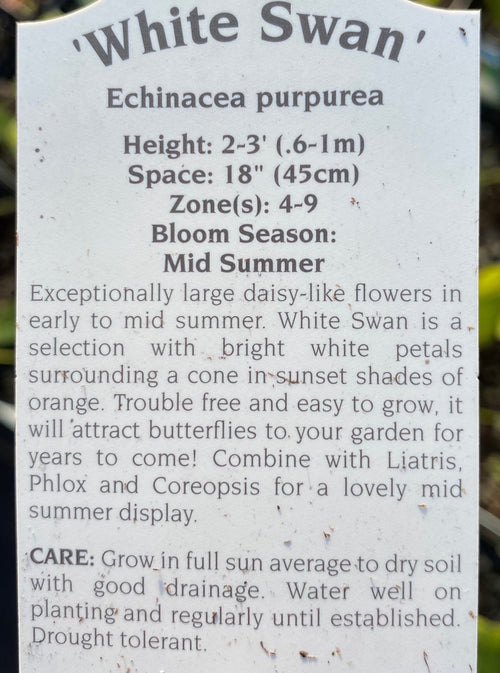 'White Swan'
Echinacea purpurea
Height: 2-3' (.6-1m)
Space: 18" (45cm)
Zone(s): 4-9
Bloom Season:
Mid Summer
Exceptionally large daisy-like flowers in
early to mid summer. White Swan is a
selection with bright white petals
surrounding a cone in sunset shades of
orange. Trouble free and easy to grow, it
will attract butterflies to your garden for
years to come! Combine with Liatris,
Phlox and Coreopsis for a lovely mid
summer display.
CARE: Grow in full sun average to dry soil
with good drainage. Water well on
planting and regularly until established.
Drought tolerant.